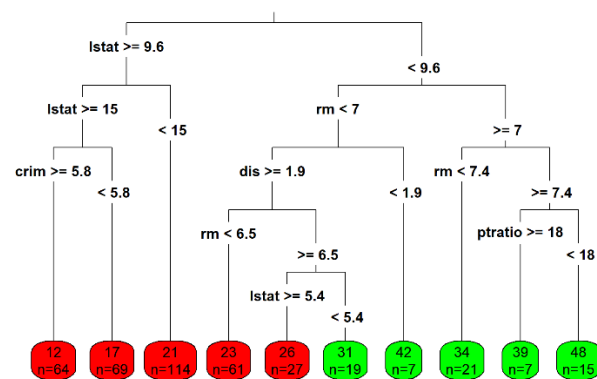 lstat >= 9.6
< 9.6
lstat >= 15
< 15
rm < 7
>= 7
crim >= 5.8
< 5.8
dis >= 1.9
< 1.9
rm < 7.4
>= 7.4
rm < 6.5
>= 6.5
ptratio >= 18
< 18
lstat >= 5.4
< 5.4
12
n=64
17
n=69
21
n=114
23
n=61
26
n=27
31
n=19
42
n=7
34
n=21
39
n=7
48
n=15